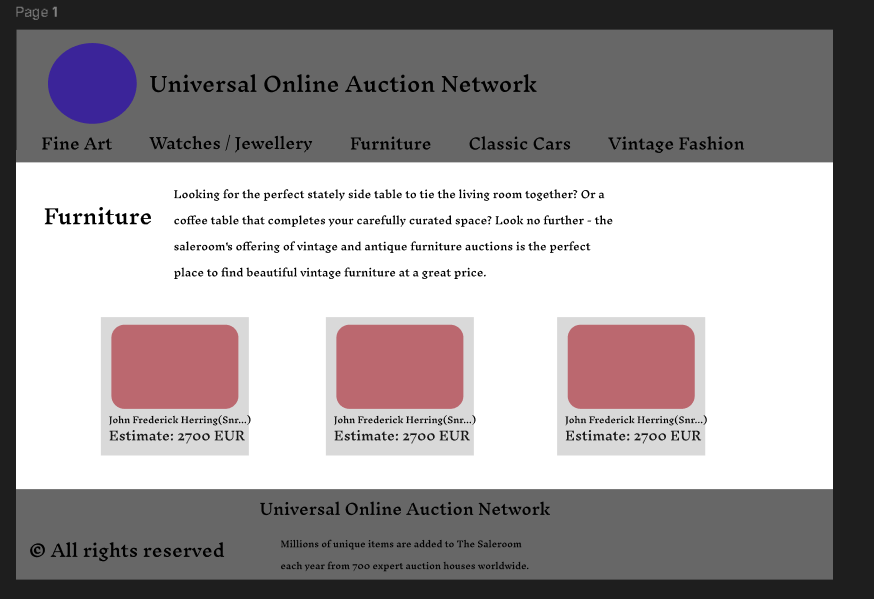 Page 1
Universal Online Auction Network
Fine Art Watches / Jewellery Furniture Classic Cars Vintage Fashion
Furniture
Looking for the perfect stately side table to tie the living room together? Or a
coffee table that completes your carefully curated space? Look no further - the
saleroom's offering of vintage and antique furniture auctions is the perfect
place to find beautiful vintage furniture at a great price.
John Frederick Herring(Snr...)
Estimate: 2700 EUR
John Frederick Herring(Snr...)
Estimate: 2700 EUR
John Frederick Herring(Snr...)
Estimate: 2700 EUR
Universal Online Auction Network
© All rights reserved
Millions of unique items are added to The Saleroom
each year from 700 expert auction houses worldwide.